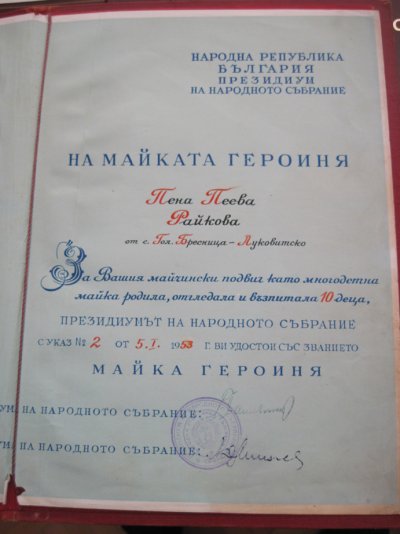 НАРОДНА РЕПУБЛИКА
БЪЛГАРИЯ
ПРЕЗИДИУМ
НА НАРОДНОТО СЪБРАНИЕ
НА МАЙКАТА ГЕРОИНЯ
Пена Пеева
Райкова
от с. Гол. Бресница - Луковитско
За Вашия майчински подвиг като многодетна
майка родила, отгледала и възпитала 10 деца,
ПРЕЗИДИУМЪТ НА НАРОДНОТО СЪБРАНИЕ
С УКАЗ № 2 ОТ 5.I. 1953 Г. ВИ УДОСТОИ СЪС ЗВАНИЕТО
МАЙКА ГЕРОИНЯ
НА НАРОДНОТО СЪБРАНИЕ:
НА НАРОДНОТО СЪБРАНИЕ: